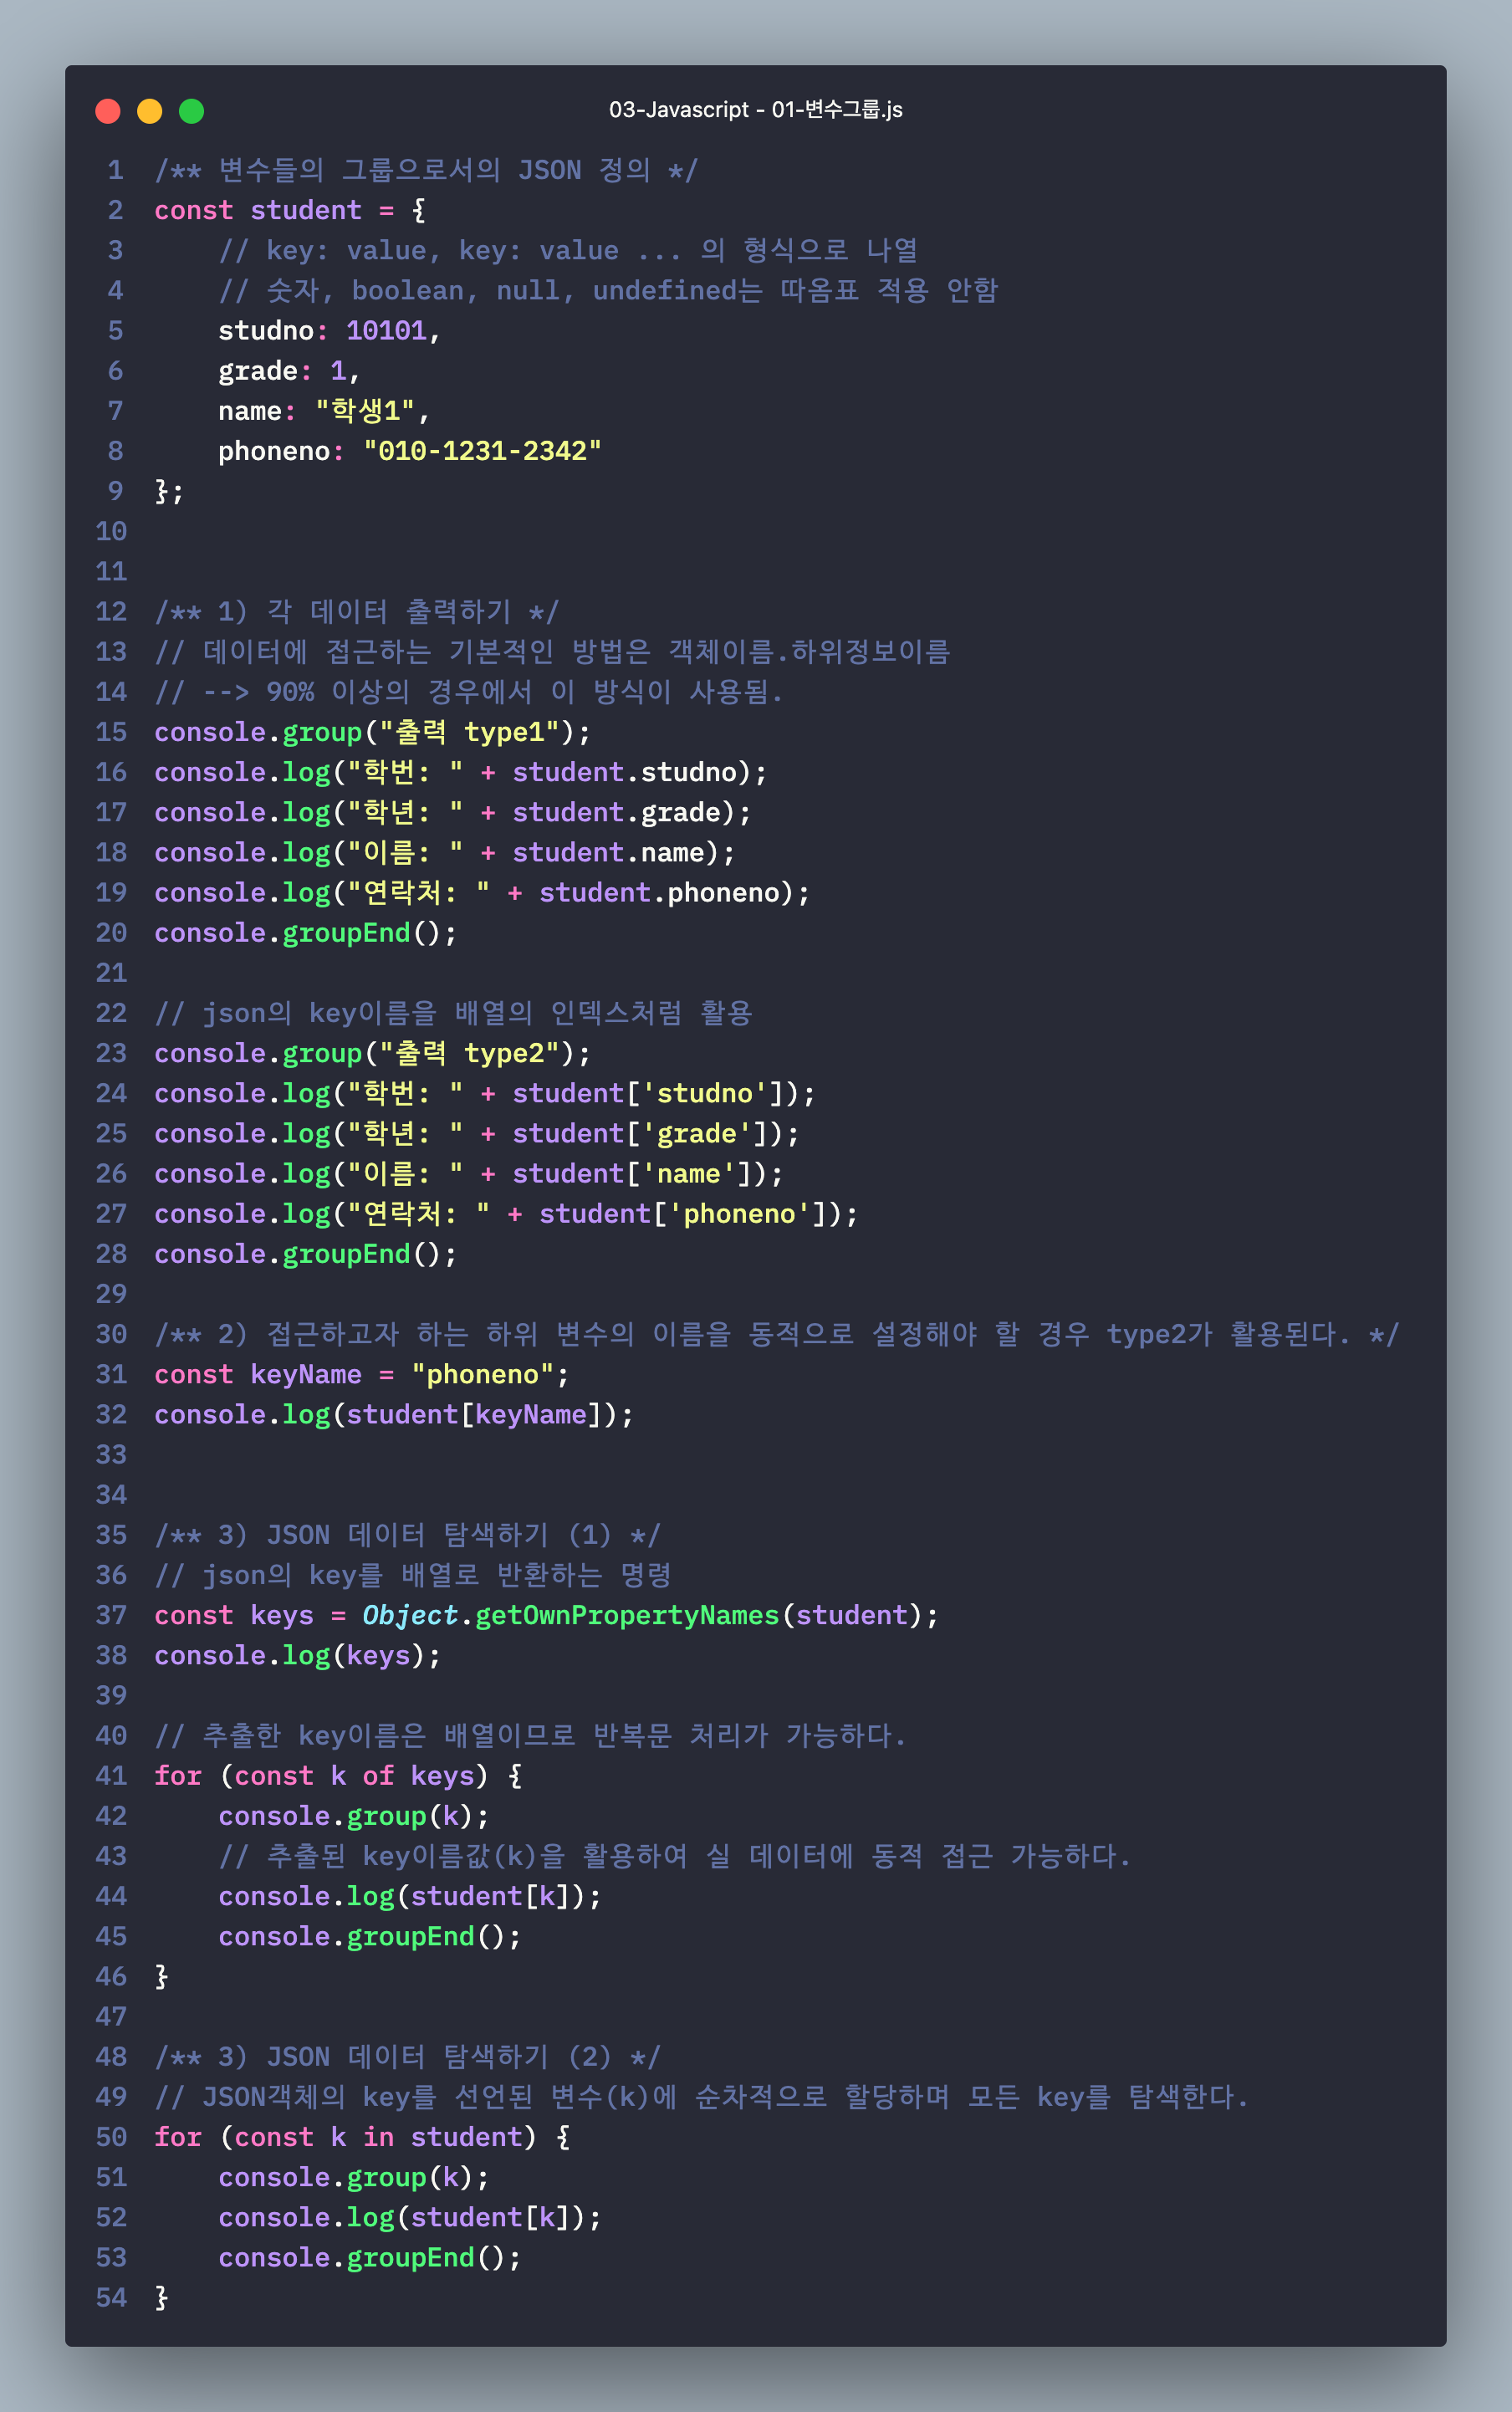 03-Javascript - 01-변수그룹.js
1 /** 변수들의 그룹으로서의 JSON 정의 */
2 const student = {
3     // key: value, key: value ... 의 형식으로 나열
4     // 숫자, boolean, null, undefined는 따옴표 적용 안함
5     studno: 10101,
6     grade: 1,
7     name: "학생1",
8     phoneno: "010-1231-2342"
9 };
10
11
12 /** 1) 각 데이터 출력하기 */
13 // 데이터에 접근하는 기본적인 방법은 객체이름.하위정보이름
14 // --> 90% 이상의 경우에서 이 방식이 사용됨.
15 console.group("출력 type1");
16 console.log("학번: " + student.studno);
17 console.log("학년: " + student.grade);
18 console.log("이름: " + student.name);
19 console.log("연락처: " + student.phoneno);
20 console.groupEnd();
21
22 // json의 key이름을 배열의 인덱스처럼 활용
23 console.group("출력 type2");
24 console.log("학번: " + student['studno']);
25 console.log("학년: " + student['grade']);
26 console.log("이름: " + student['name']);
27 console.log("연락처: " + student['phoneno']);
28 console.groupEnd();
29
30 /** 2) 접근하고자 하는 하위 변수의 이름을 동적으로 설정해야 할 경우 type2가 활용된다. */
31 const keyName = "phoneno";
32 console.log(student[keyName]);
33
34
35 /** 3) JSON 데이터 탐색하기 (1) */
36 // json의 key를 배열로 반환하는 명령
37 const keys = Object.getOwnPropertyNames(student);
38 console.log(keys);
39
40 // 추출한 key이름은 배열이므로 반복문 처리가 가능하다.
41 for (const k of keys) {
42     console.group(k);
43     // 추출된 key이름값(k)을 활용하여 실 데이터에 동적 접근 가능하다.
44     console.log(student[k]);
45     console.groupEnd();
46 }
47
48 /** 3) JSON 데이터 탐색하기 (2) */
49 // JSON객체의 key를 선언된 변수(k)에 순차적으로 할당하며 모든 key를 탐색한다.
50 for (const k in student) {
51     console.group(k);
52     console.log(student[k]);
53     console.groupEnd();
54 }